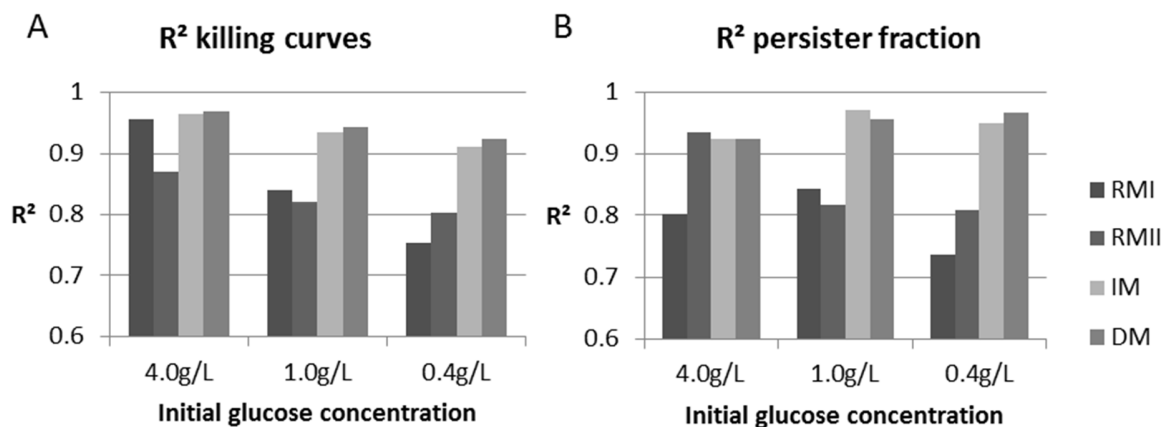 A
R² killing curves
1
0.9
R²
0.8
0.7
0.6
4.0g/L 1.0g/L 0.4g/L
Initial glucose concentration
B
R² persister fraction
1
0.9
R²
0.8
0.7
0.6
4.0g/L 1.0g/L 0.4g/L
Initial glucose concentration
RMI
RMII
IM
DM